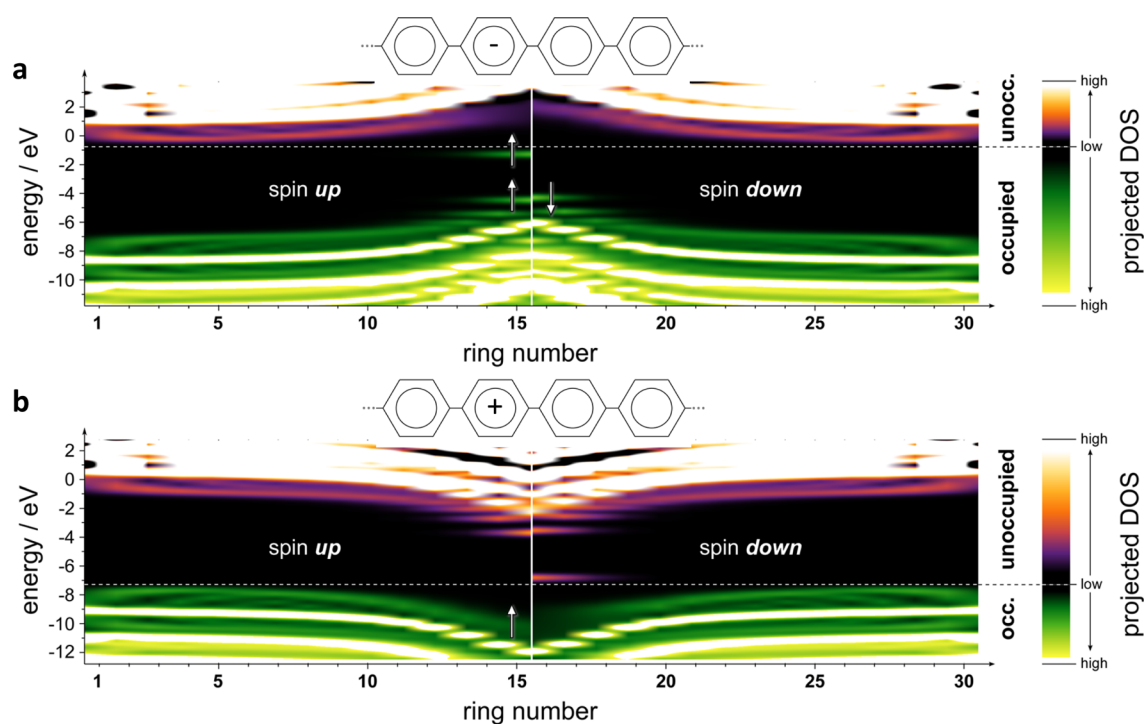 a
-
unocc.
high
2
0
-2
-4
-6
-8
-10
energy / eV
spin up
spin down
low
occupied
projected DOS
high
1 5 10 15 20 25 30
ring number
b
+
high
2
0
-2
-4
-6
-8
-10
-12
energy / eV
spin up
spin down
unoccupied
low
occ.
projected DOS
high
1 5 10 15 20 25 30
ring number